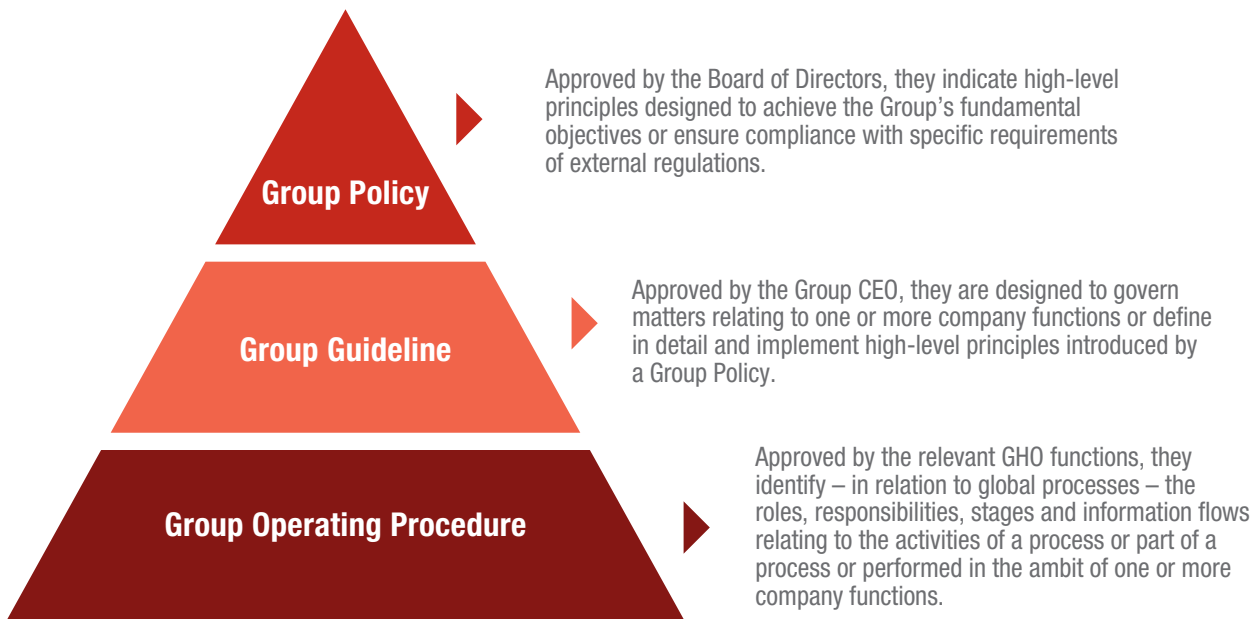 Group Policy
Approved by the Board of Directors, they indicate high-level
principles designed to achieve the Group’s fundamental
objectives or ensure compliance with specific requirements
of external regulations.
Group Guideline
Approved by the Group CEO, they are designed to govern
matters relating to one or more company functions or define
in detail and implement high-level principles introduced by
a Group Policy.
Group Operating Procedure
Approved by the relevant GHO functions, they
identify – in relation to global processes – the
roles, responsibilities, stages and information flows
relating to the activities of a process or part of a
process or performed in the ambit of one or more
company functions.